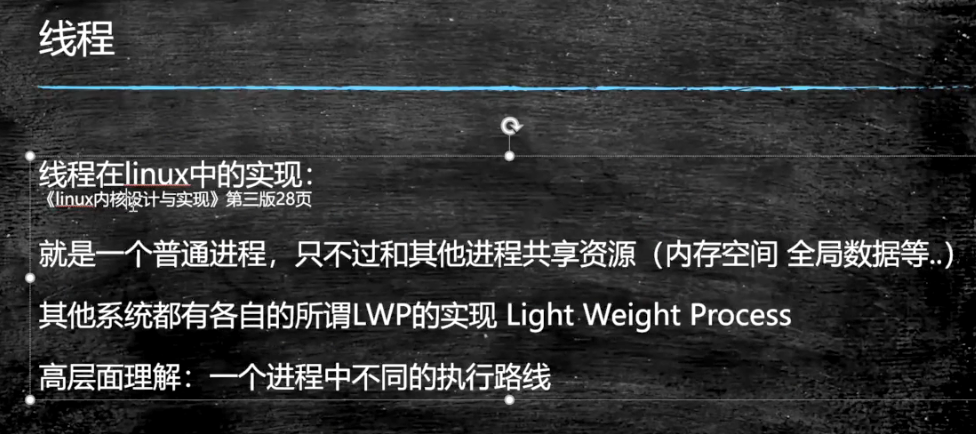 线程
线程在linux中的实现：
《linux内核设计与实现》第三版28页
就是一个普通进程，只不过和其他进程共享资源（内存空间 全局数据等..）
其他系统都有各自的所谓LWP的实现 Light Weight Process
高层面理解：一个进程中不同的执行路线